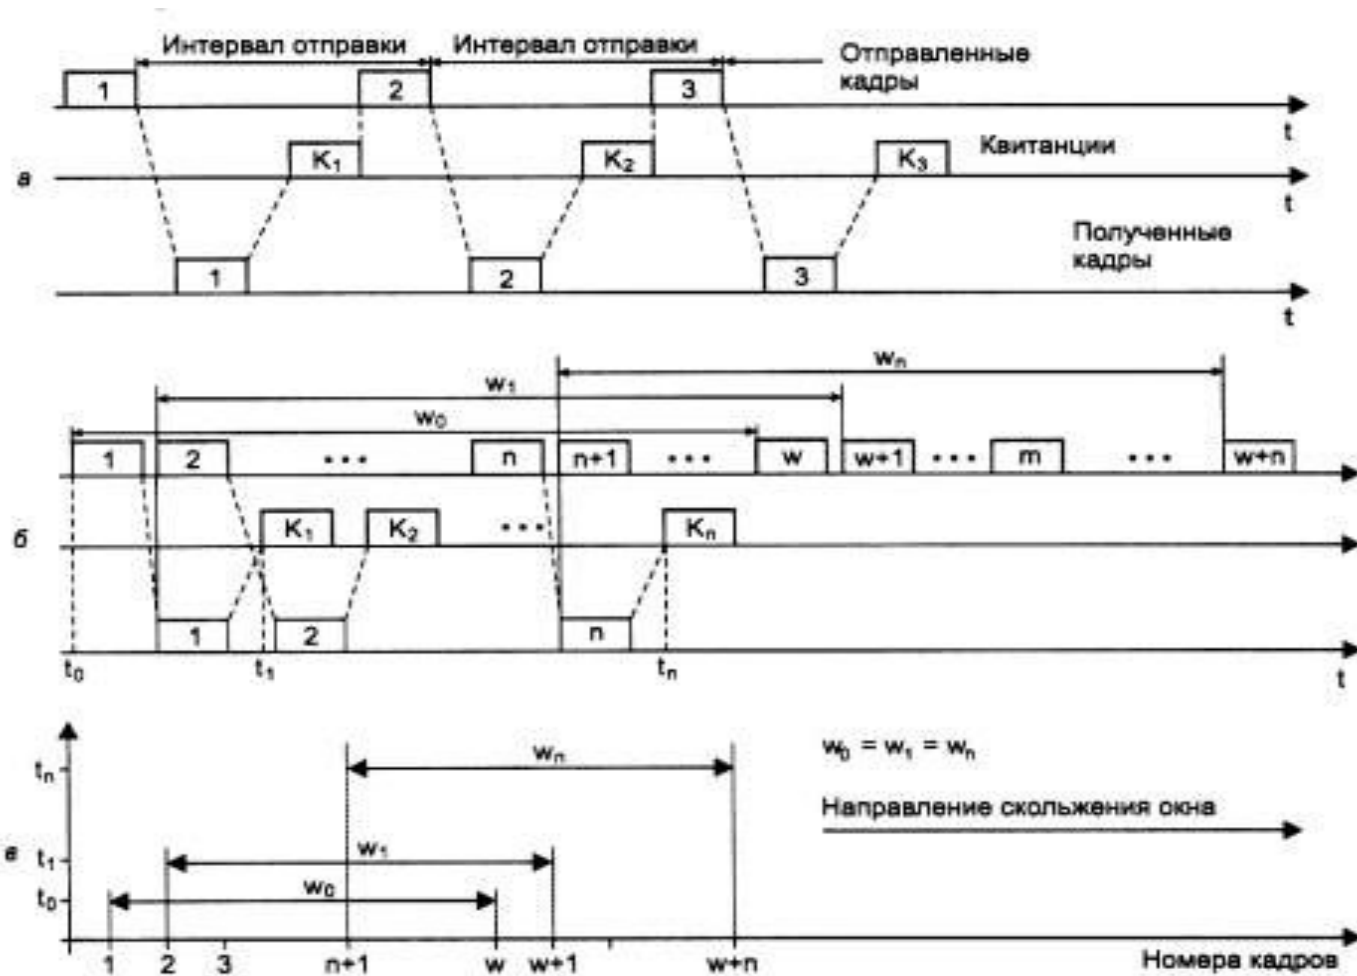 Интервал отправки Интервал отправки Отправленные
кадры
1 2 3
t
K1 K2 K3 Квитанции
а
t
Полученные
кадры
1 2 3
t
wn
w1
w0
1 2 ••• n n+1 ••• w w+1 ••• m ••• w+n
K1 K2 ••• Kn
б
1 2 n
t0 t1 tn t
wn w0 = w1 = wn
tn
Направление скольжения окна
в
t1 w1
t0 w0
1 2 3 n+1 w w+1 w+n Номера кадров